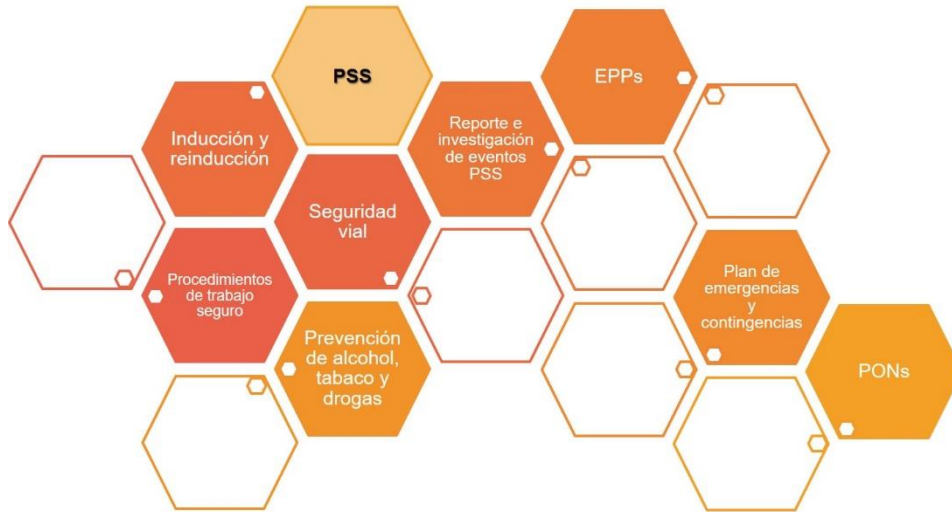 PSS
EPPs
Inducción y
reinducción
Reporte e
investigación
de eventos
PSS
Seguridad
vial
Procedimientos
de trabajo
seguro
Plan de
emergencias
y
contingencias
Prevención
de alcohol,
tabaco y
drogas
PONs